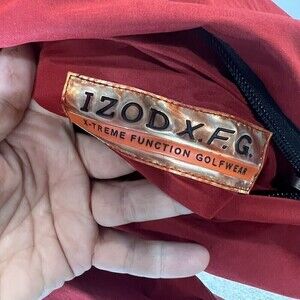 IZOD X.F.G.
X-TREME FUNCTION GOLFWEAR